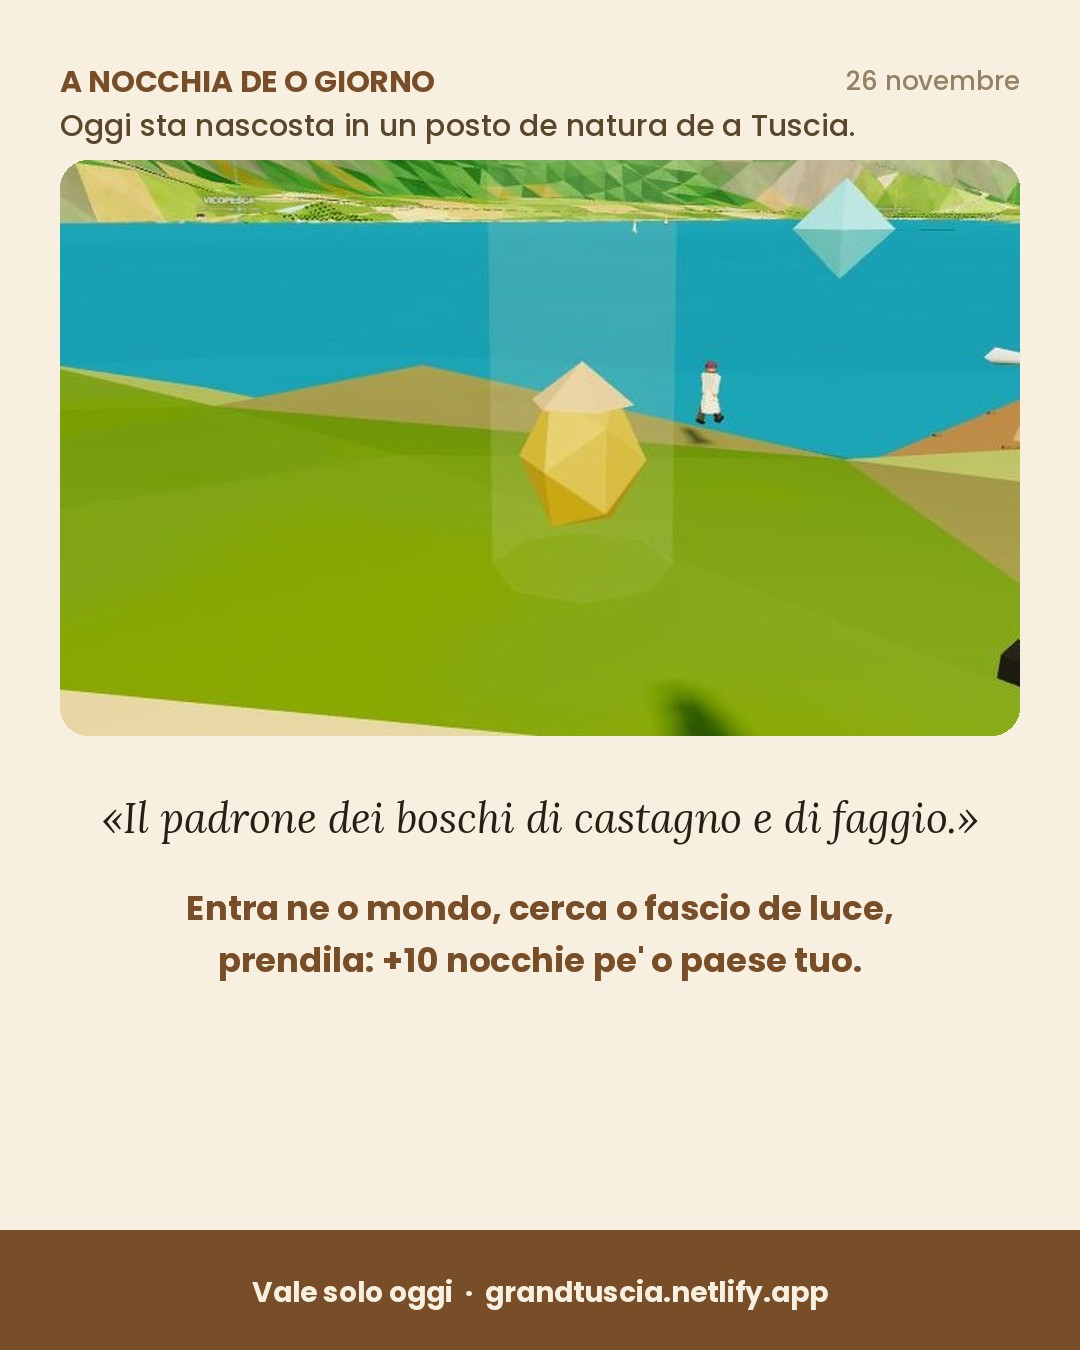 A NOCCHIA DE O GIORNO
26 novembre
Oggi sta nascosta in un posto de natura de a Tuscia.
VICOPESCA
«Il padrone dei boschi di castagno e di faggio.»
Entra ne o mondo, cerca o fascio de luce,
prendila: +10 nocchie pe' o paese tuo.
Vale solo oggi · grandtuscia.netlify.app